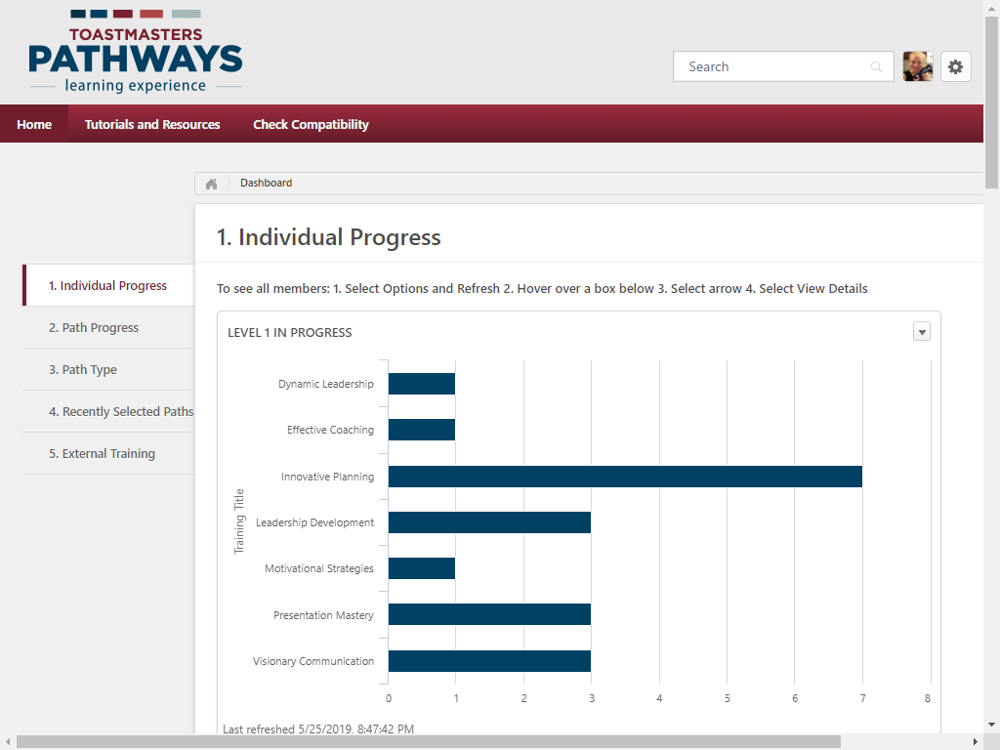 TOASTMASTERS
PATHWAYS
learning experience
Search
Home Tutorials and Resources Check Compatibility
Dashboard
1. Individual Progress
1. Individual Progress
2. Path Progress
3. Path Type
4. Recently Selected Paths
5. External Training
To see all members: 1. Select Options and Refresh 2. Hover over a box below 3. Select arrow 4. Select View Details
LEVEL 1 IN PROGRESS
Training Title
Dynamic Leadership
Effective Coaching
Innovative Planning
Leadership Development
Motivational Strategies
Presentation Mastery
Visionary Communication
0 1 2 3 4 5 6 7 8
Last refreshed 5/25/2019, 8:47:42 PM